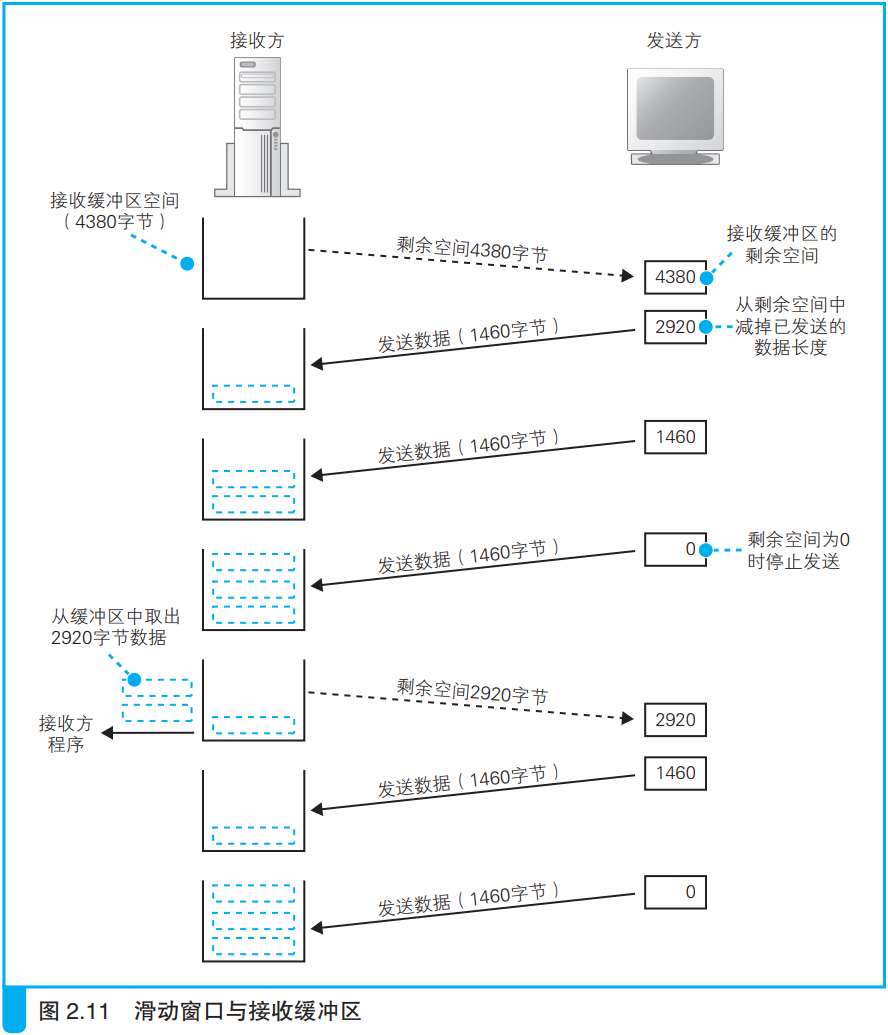 接收方
发送方
接收缓冲区空间
（4380字节）
剩余空间4380字节
接收缓冲区的
剩余空间
4380
发送数据（1460字节）
2920
从剩余空间中
减掉已发送的
数据长度
发送数据（1460字节）
1460
发送数据（1460字节）
0
剩余空间为0
时停止发送
从缓冲区中取出
2920字节数据
接收方
程序
剩余空间2920字节
2920
发送数据（1460字节）
1460
发送数据（1460字节）
0
图 2.11 滑动窗口与接收缓冲区